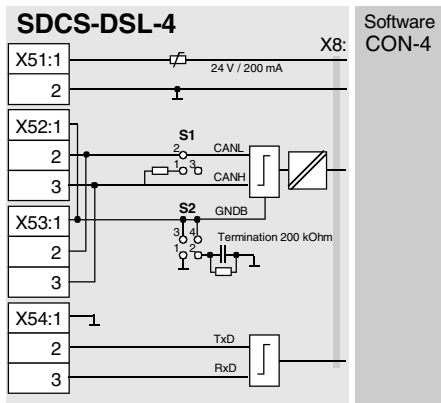 SDCS-DSL-4
Software
CON-4
X8:
X51:1
24 V / 200 mA
2
X52:1
S1
2
2
CANL
1
3
3
CANH
S2
GNDB
X53:1
3
4
Termination 200 kOhm
2
1
2
3
X54:1
2
TxD
3
RxD